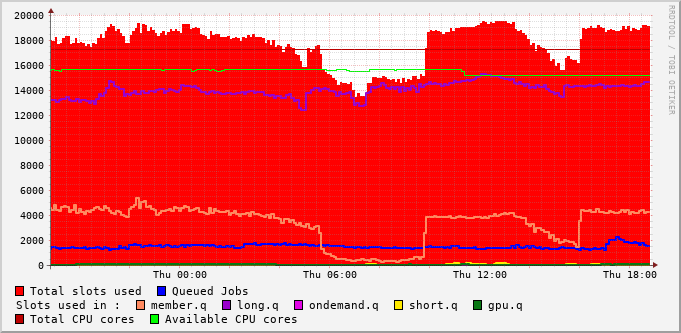 20000
18000
16000
14000
12000
10000
8000
6000
4000
2000
0
Thu 00:00 Thu 06:00 Thu 12:00 Thu 18:00
Total slots used Queued Jobs
Slots used in : member.q long.q ondemand.q short.q gpu.q
Total CPU cores Available CPU cores
RRDTOOL / TOBI OETIKER